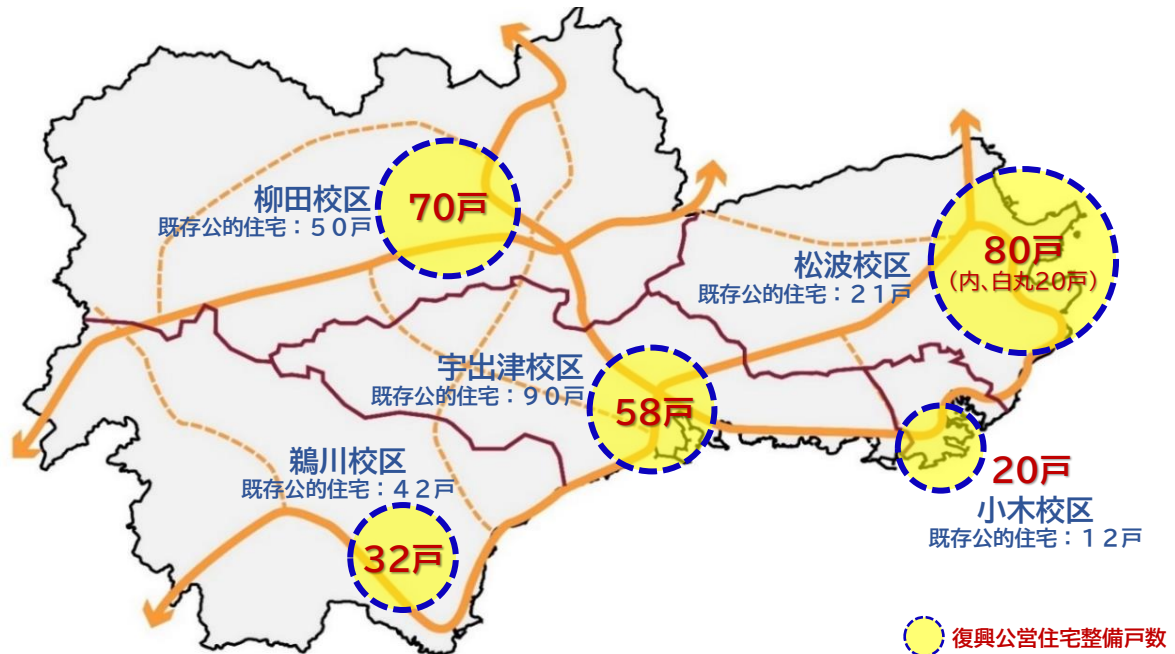 柳田校区
既存公的住宅：５０戸
70戸
松波校区
既存公的住宅：２１戸
80戸
（内、白丸20戸）
宇出津校区
既存公的住宅：９０戸
58戸
鵜川校区
既存公的住宅：４２戸
32戸
20戸
小木校区
既存公的住宅：１２戸
復興公営住宅整備戸数